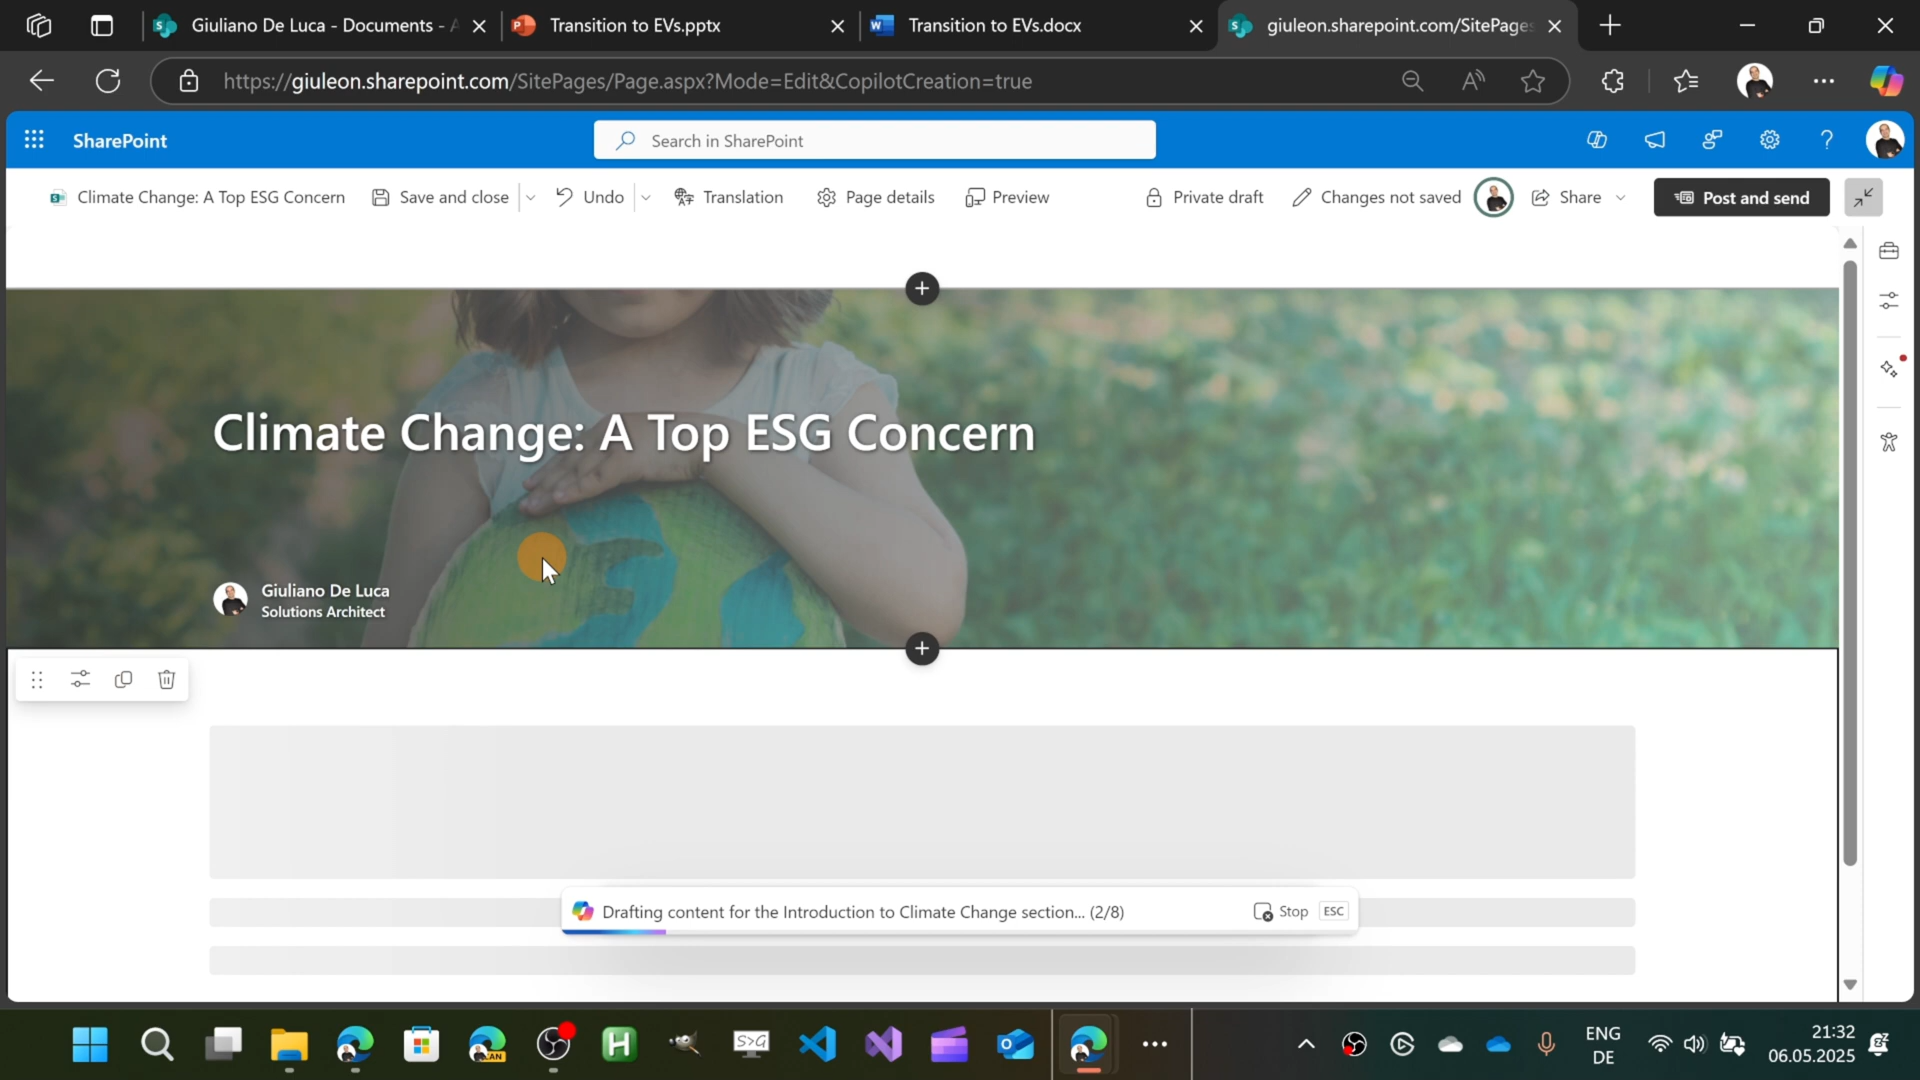 Giuliano De Luca - Documents - A
Transition to EVs.pptx
Transition to EVs.docx
giuleon.sharepoint.com/SitePages
https://giuleon.sharepoint.com/SitePages/Page.aspx?Mode=Edit&CopilotCreation=true
SharePoint
Search in SharePoint
Climate Change: A Top ESG Concern
Save and close
Undo
Translation
Page details
Preview
Private draft
Changes not saved
Share
Post and send
Climate Change: A Top ESG Concern
Giuliano De Luca
Solutions Architect
Drafting content for the Introduction to Climate Change section... (2/8)
Stop
ESC
S>G
ENG
DE
21:32
06.05.2025